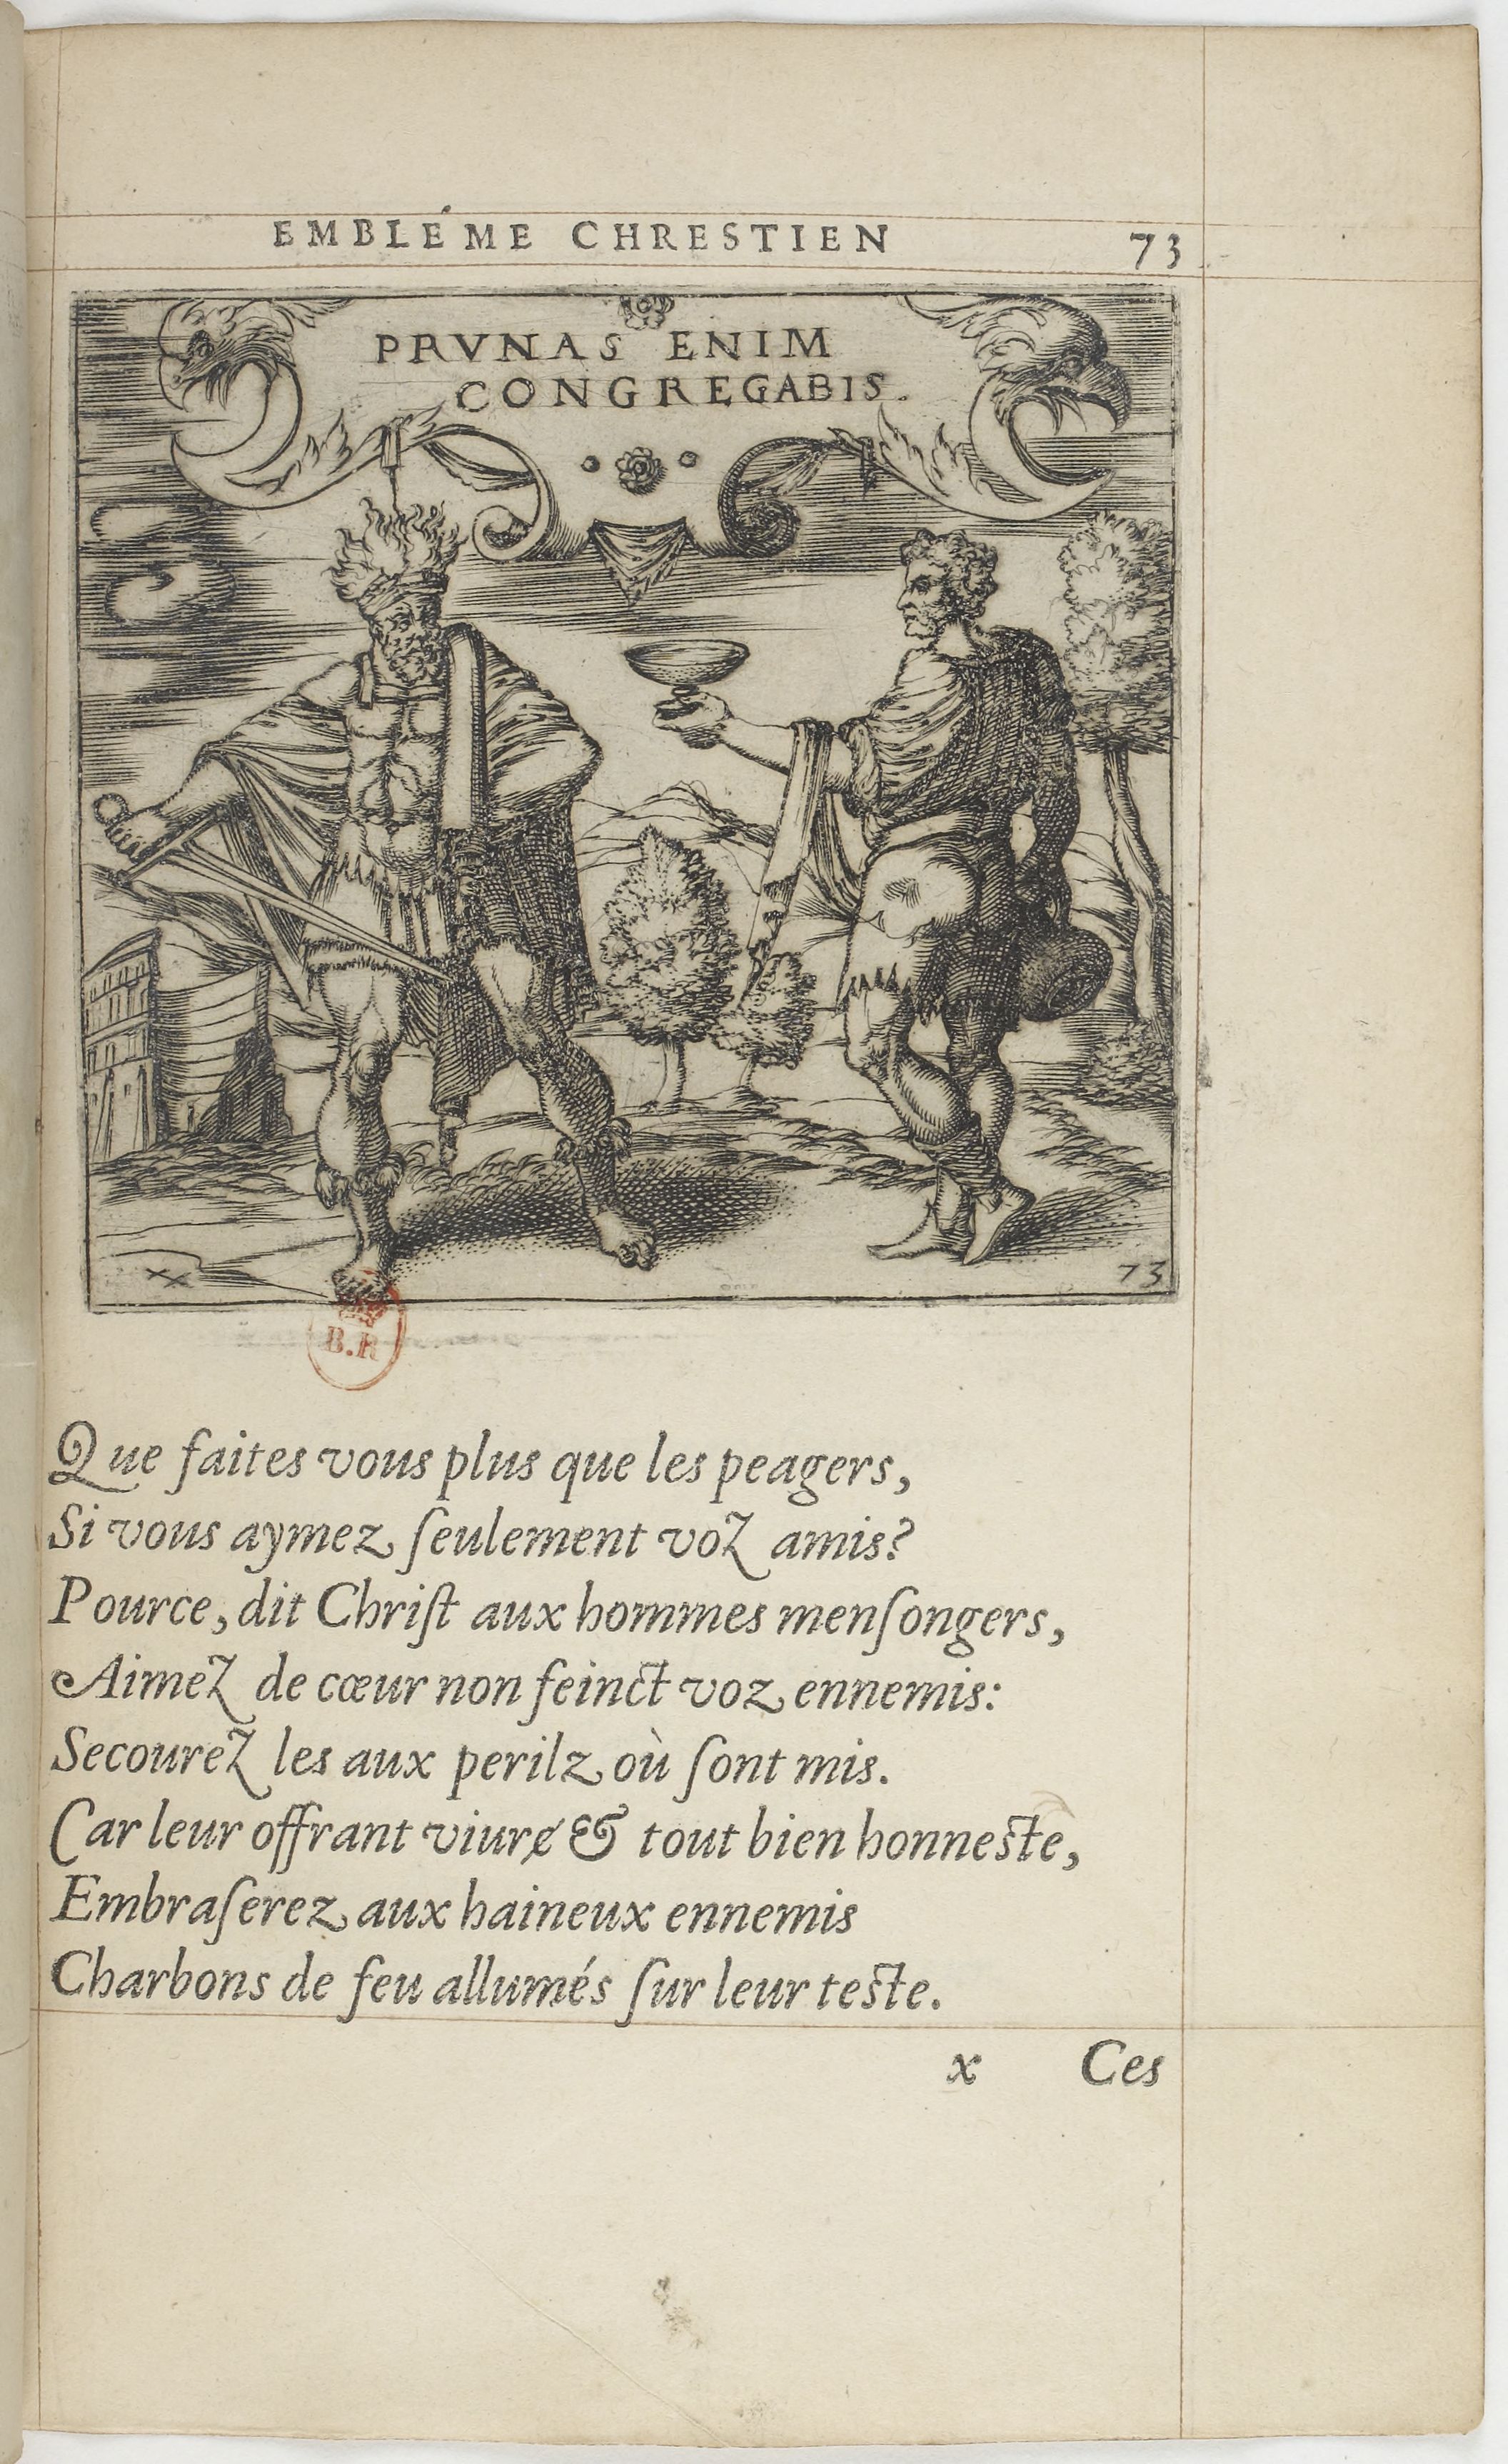 EMBLÉME CHRESTIEN 73
PRVNAS ENIM
CONGREGABIS.
73
B.R
Que faites vous plus que les peagers,
Si vous aymez ſeulement voz amis?
Pource, dit Chriſt aux hommes menſongers,
Aimez de cœur non feinct voz ennemis:
Secourez les aux perilz où ſont mis.
Car leur offrant viurɇ & tout bien honneſte,
Embraſerez aux haineux ennemis
Charbons de feu allumés ſur leur teſte.
x Ces